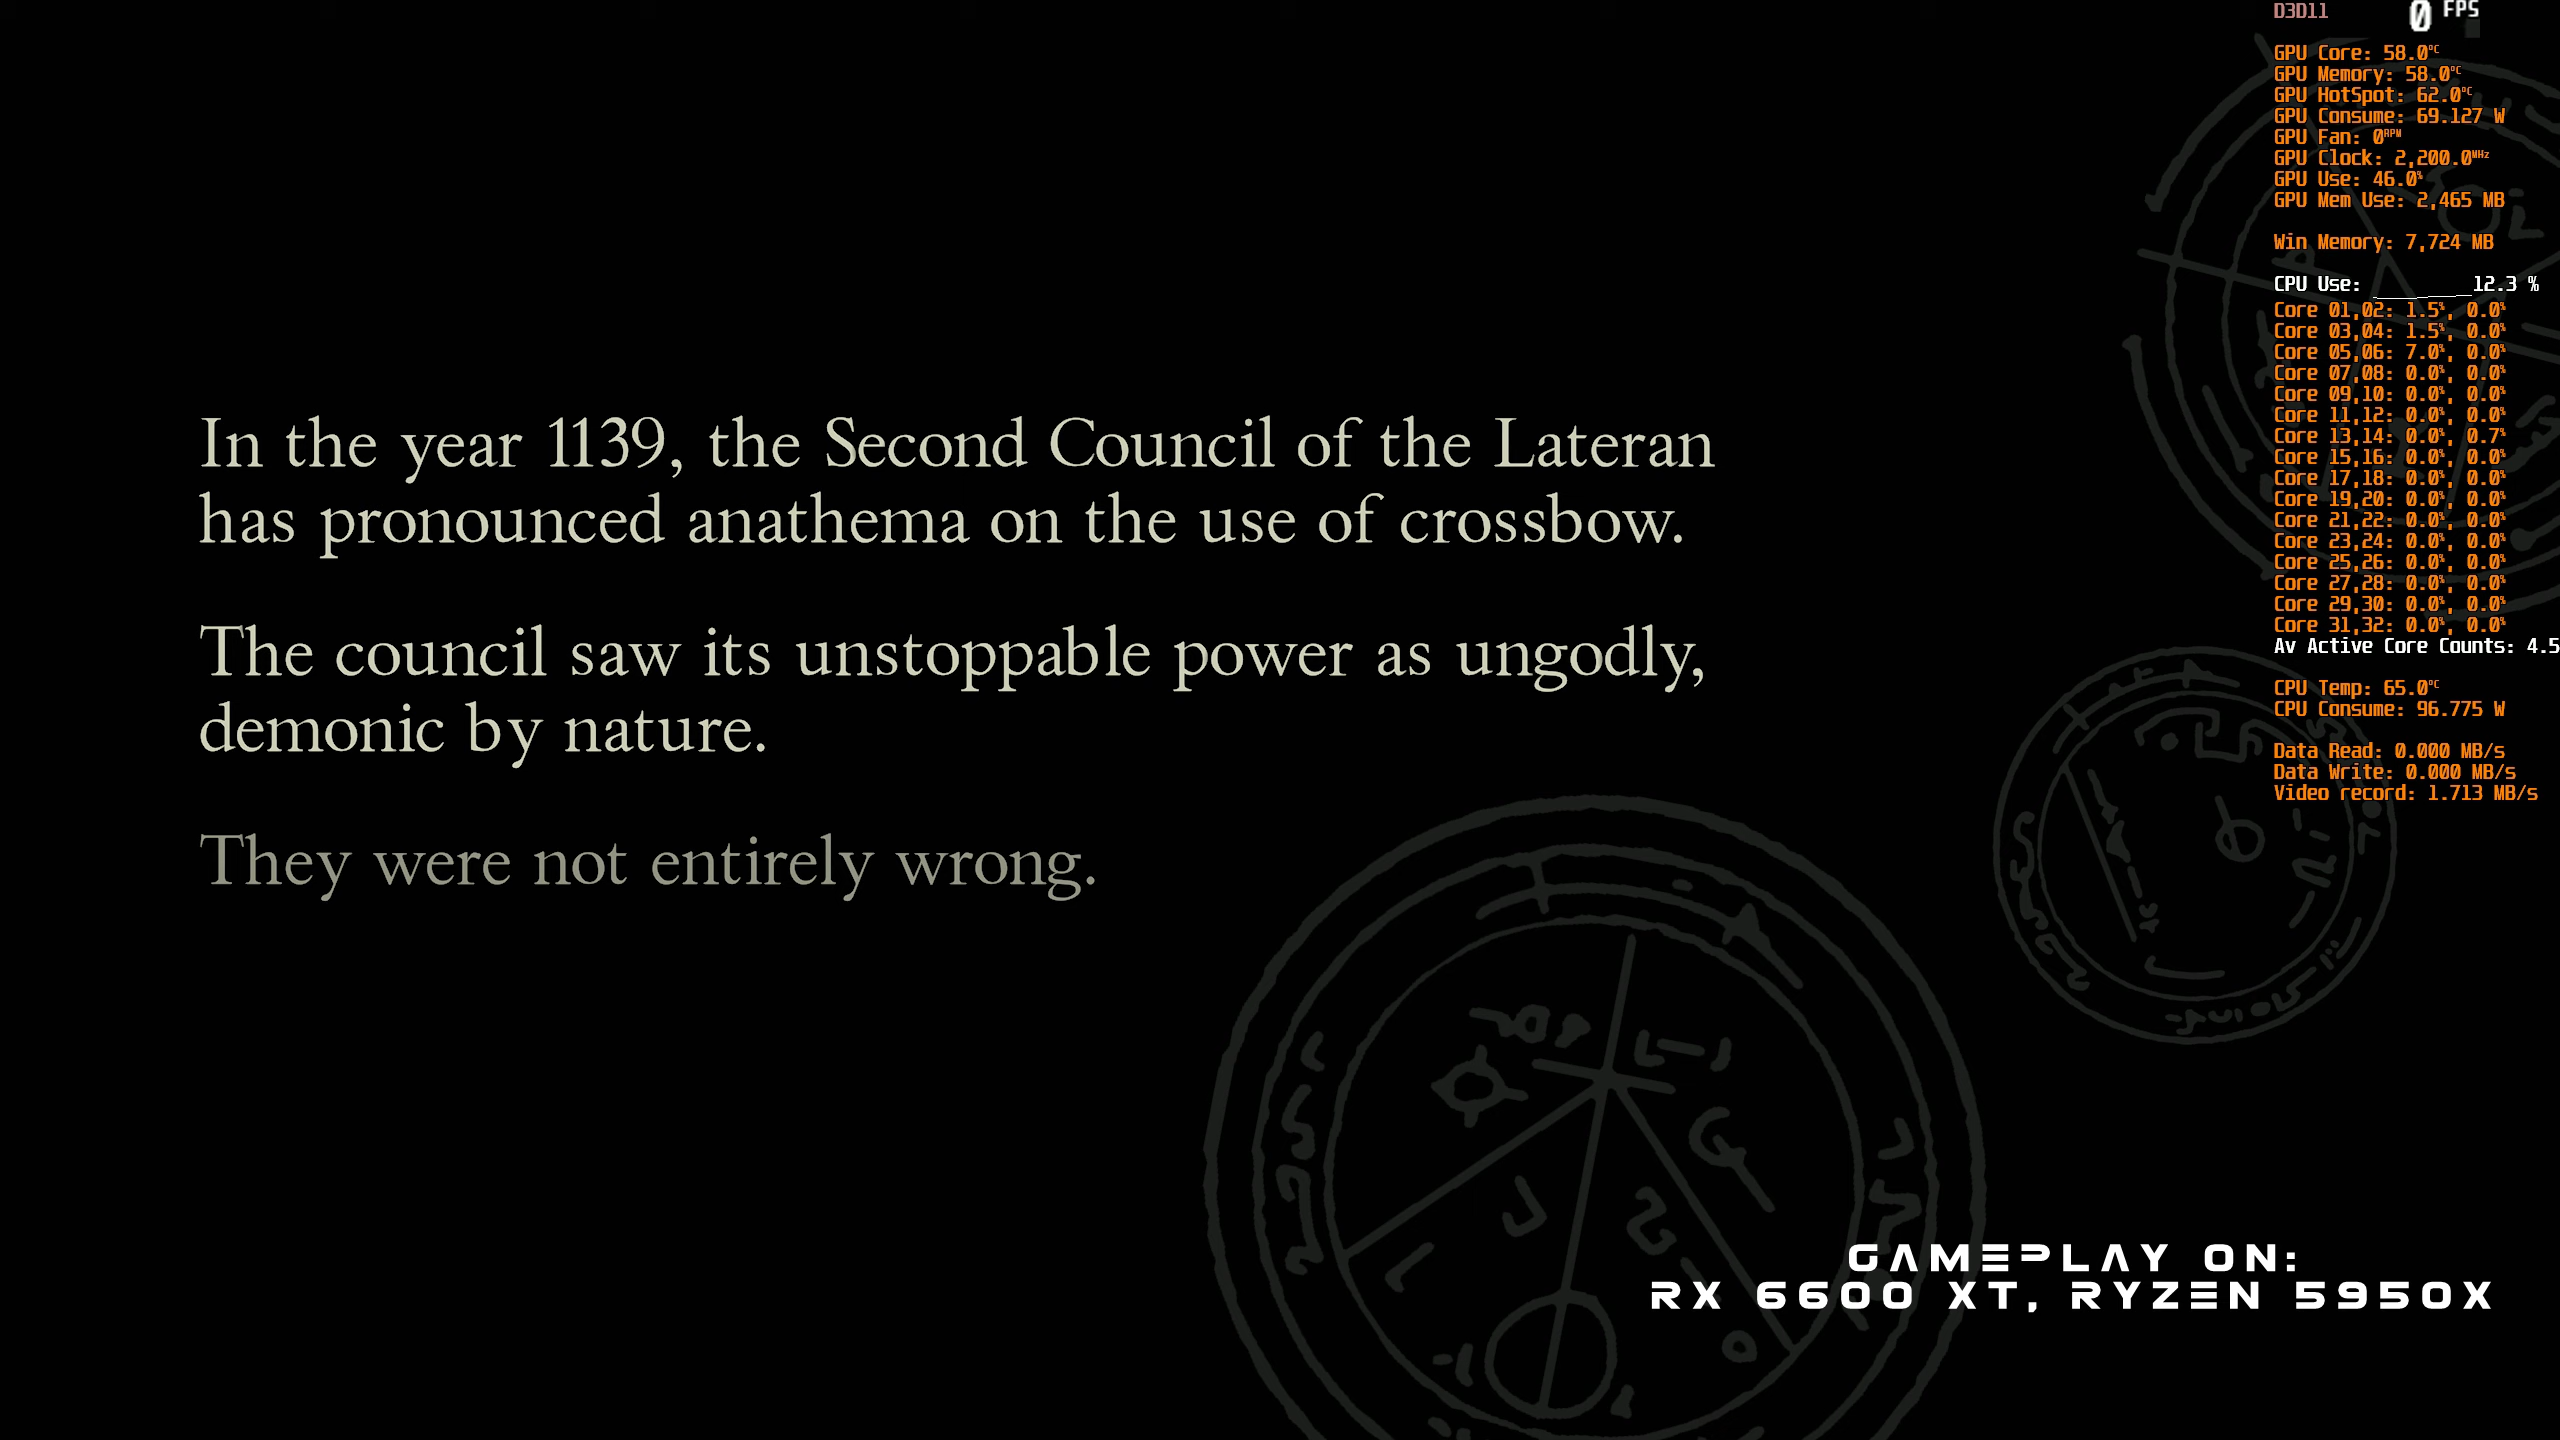 D3D11 0 FPS
GPU Core: 58.0°C
GPU Memory: 58.0°C
GPU HotSpot: 62.0°C
GPU Consume: 69.127 W
GPU Fan: 0RPM
GPU Clock: 2,200.0MHz
GPU Use: 46.0%
GPU Mem Use: 2,465 MB
Win Memory: 7,724 MB
CPU Use: 12.3 %
Core 01,02: 1.5%, 0.0%
Core 03,04: 1.5%, 0.0%
Core 05,06: 7.0%, 0.0%
Core 07,08: 0.0%, 0.0%
Core 09,10: 0.0%, 0.0%
Core 11,12: 0.0%, 0.0%
Core 13,14: 0.0%, 0.7%
Core 15,16: 0.0%, 0.0%
Core 17,18: 0.0%, 0.0%
Core 19,20: 0.0%, 0.0%
Core 21,22: 0.0%, 0.0%
Core 23,24: 0.0%, 0.0%
Core 25,26: 0.0%, 0.0%
Core 27,28: 0.0%, 0.0%
Core 29,30: 0.0%, 0.0%
Core 31,32: 0.0%, 0.0%
Av Active Core Counts: 4.5
CPU Temp: 65.0°C
CPU Consume: 96.775 W
Data Read: 0.000 MB/s
Data Write: 0.000 MB/s
Video record: 1.713 MB/s
In the year 1139, the Second Council of the Lateran
has pronounced anathema on the use of crossbow.
The council saw its unstoppable power as ungodly,
demonic by nature.
They were not entirely wrong.
GAMEPLAY ON:
RX 6600 XT, RYZEN 5950X